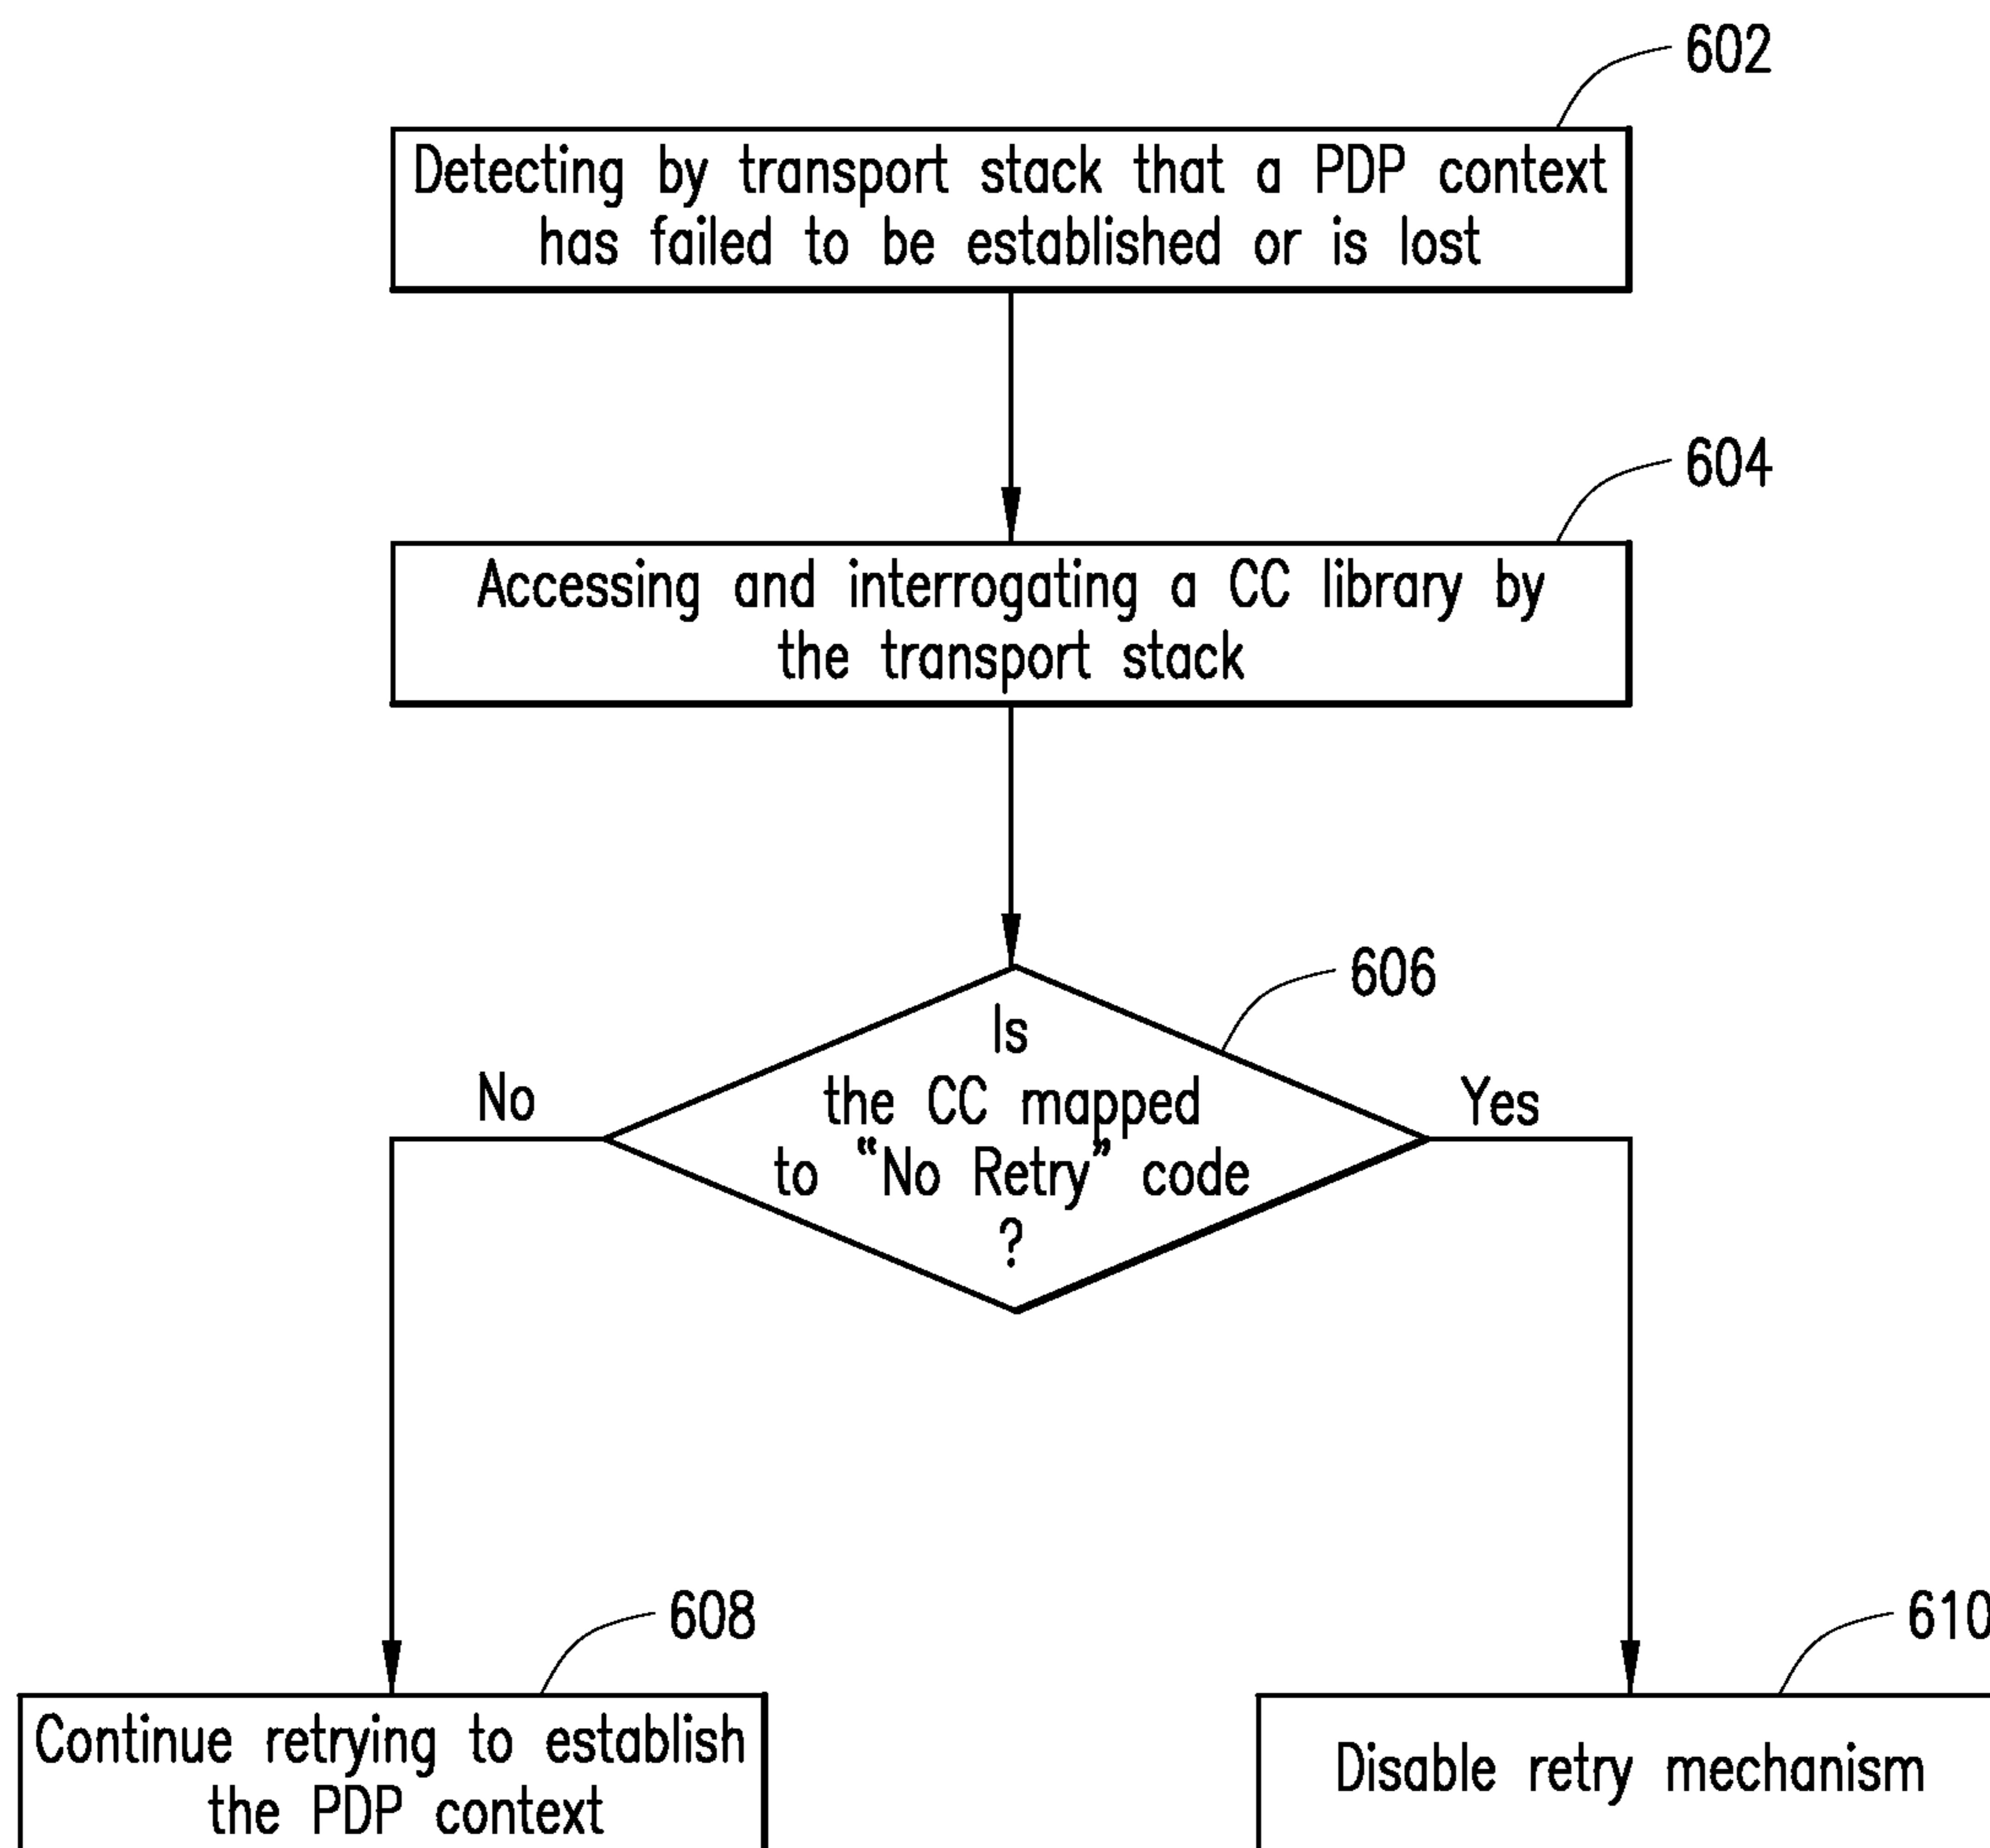 602
Detecting by transport stack that a PDP context
has failed to be established or is lost
604
Accessing and interrogating a CC library by
the transport stack
606
Is
the CC mapped
to “No Retry” code
?
No
Yes
608
Continue retrying to establish
the PDP context
610
Disable retry mechanism